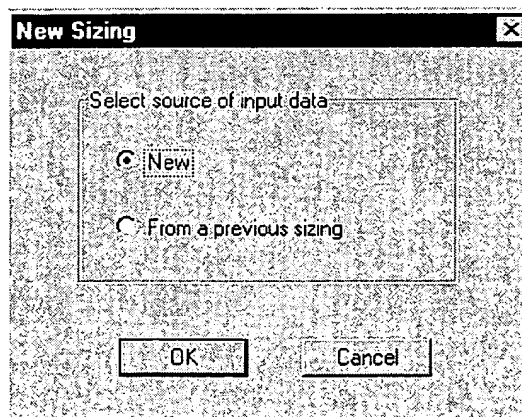 New Sizing
Select source of input data
New
From a previous sizing
OK
Cancel